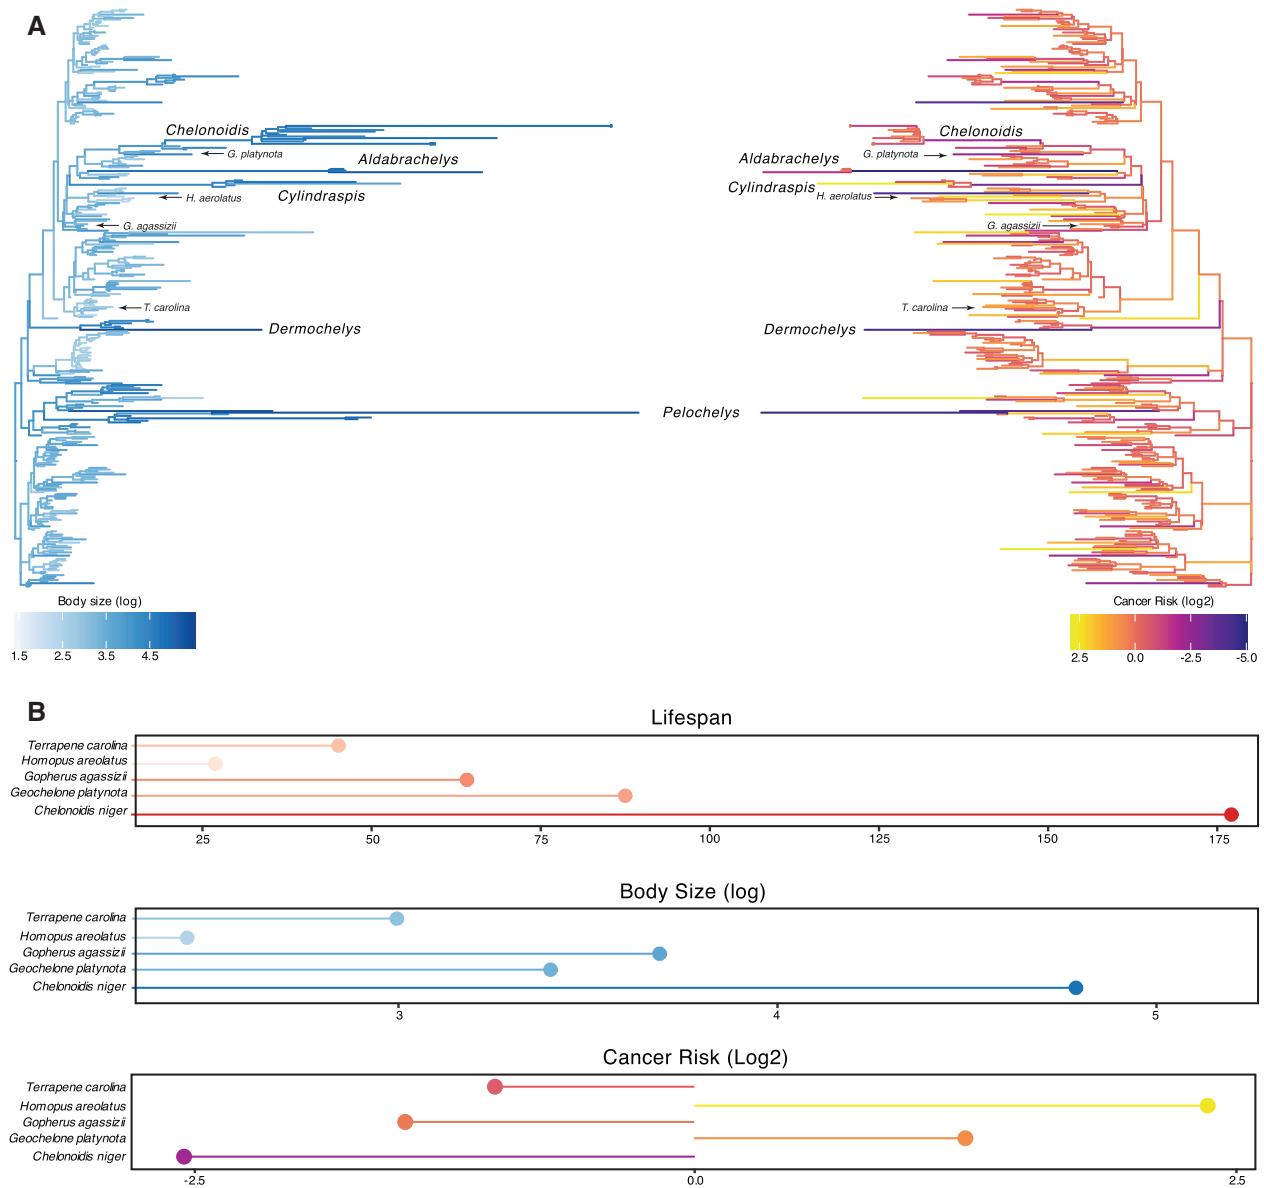 A
Chelonoidis
G. platynota
Aldabrachelys
Cylindraspis
H. aerolatus
G. agassizii
T. carolina
Dermochelys
Pelochelys
Chelonoidis
G. platynota
Aldabrachelys
Cylindraspis
H. aerolatus
G. agassizii
T. carolina
Dermochelys
Body size (log)
1.5 2.5 3.5 4.5
Cancer Risk (log2)
2.5 0.0 -2.5 -5.0
B
Lifespan
Terrapene carolina
Homopus areolatus
Gopherus agassizii
Geochelone platynota
Chelonoidis niger
25 50 75 100 125 150 175
Body Size (log)
Terrapene carolina
Homopus areolatus
Gopherus agassizii
Geochelone platynota
Chelonoidis niger
3 4 5
Cancer Risk (Log2)
Terrapene carolina
Homopus areolatus
Gopherus agassizii
Geochelone platynota
Chelonoidis niger
-2.5 0.0 2.5